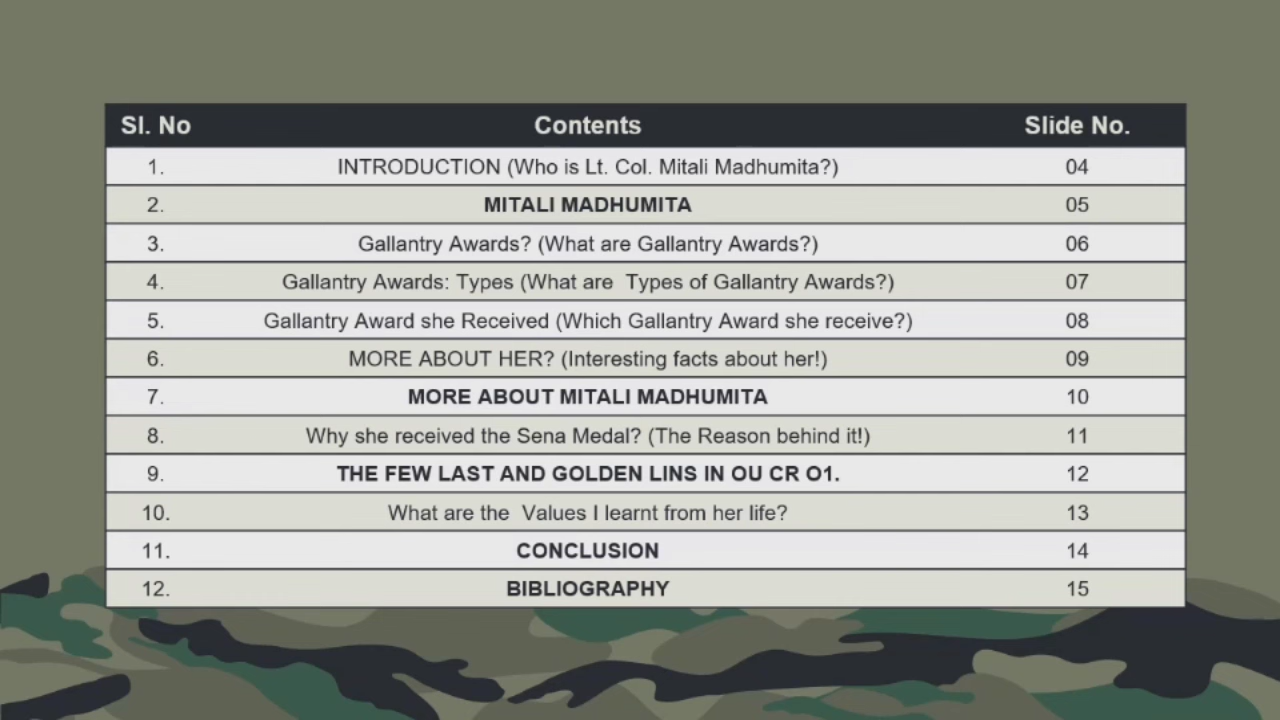 Sl. No Contents Slide No.
1. INTRODUCTION (Who is Lt. Col. Mitali Madhumita?) 04
2. MITALI MADHUMITA 05
3. Gallantry Awards? (What are Gallantry Awards?) 06
4. Gallantry Awards: Types (What are  Types of Gallantry Awards?) 07
5. Gallantry Award she Received (Which Gallantry Award she receive?) 08
6. MORE ABOUT HER? (Interesting facts about her!) 09
7. MORE ABOUT MITALI MADHUMITA 10
8. Why she received the Sena Medal? (The Reason behind it!) 11
9. THE FEW LAST AND GOLDEN LINS IN OU CR O1. 12
10. What are the  Values I learnt from her life? 13
11. CONCLUSION 14
12. BIBLIOGRAPHY 15